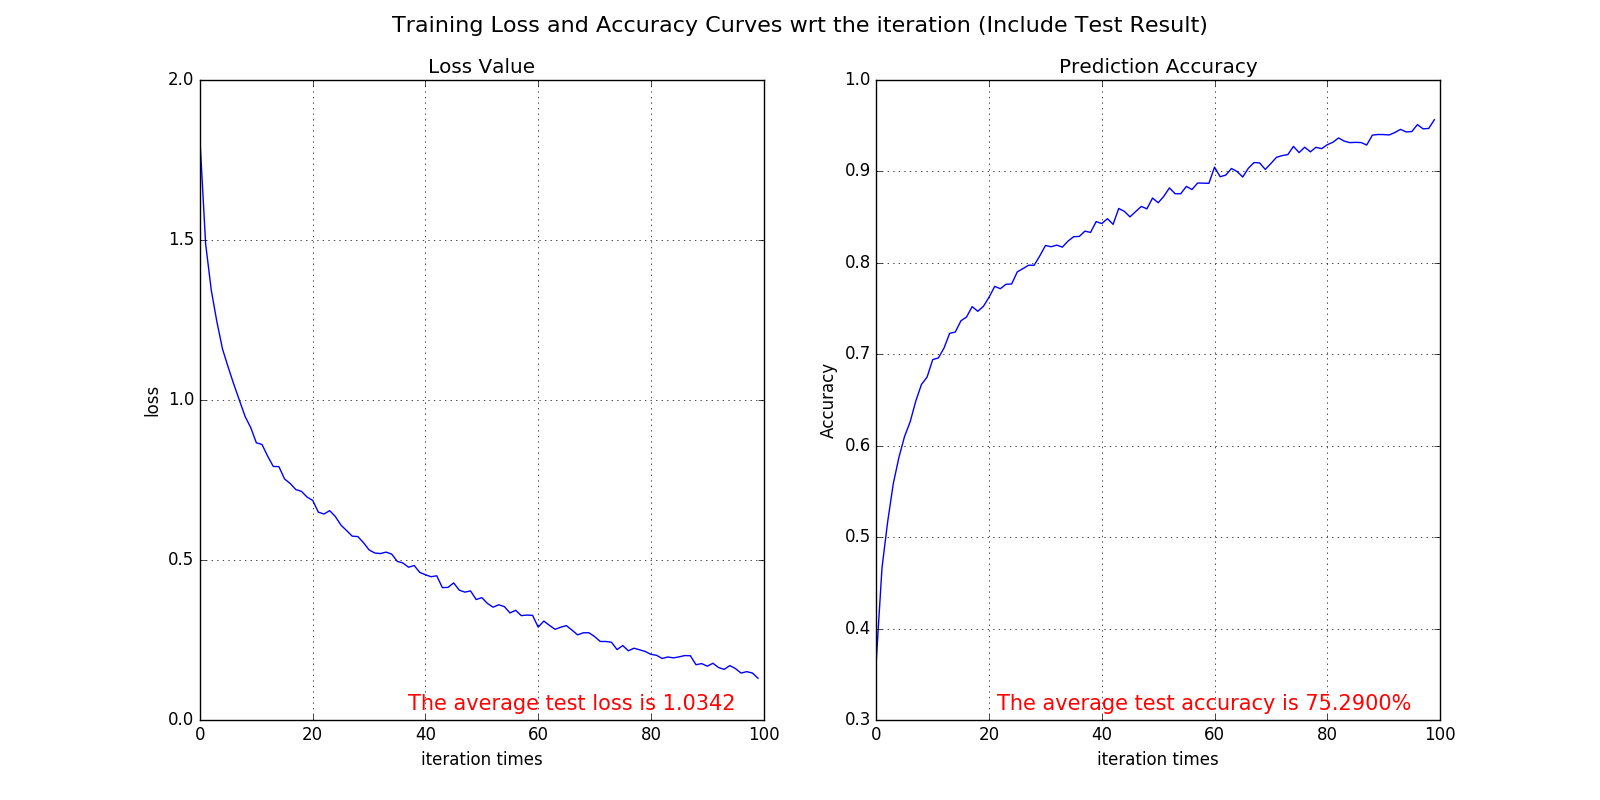 Training Loss and Accuracy Curves wrt the iteration (Include Test Result)
Loss Value
2.0
1.5
1.0
0.5
0.0
loss
The average test loss is 1.0342
0 20 40 60 80 100
iteration times
Prediction Accuracy
1.0
0.9
0.8
0.7
0.6
0.5
0.4
0.3
Accuracy
The average test accuracy is 75.2900%
0 20 40 60 80 100
iteration times